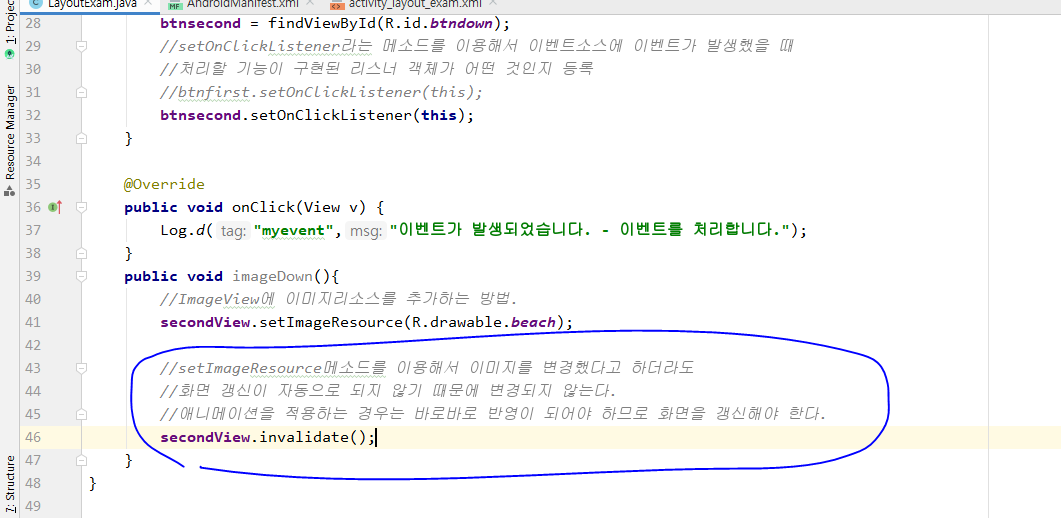 LayoutExam.java
AndroidManifest.xml
activity_layout_exam.xml
1: Project
Resource Manager
7: Structure
28 btnsecond = findViewById(R.id.btndown);
29 //setOnClickListener라는 메소드를 이용해서 이벤트소스에 이벤트가 발생했을 때
30 //처리할 기능이 구현된 리스너 객체가 어떤 것인지 등록
31 //btnfirst.setOnClickListener(this);
32 btnsecond.setOnClickListener(this);
33 }
34
35 @Override
36 public void onClick(View v) {
37 Log.d( tag: "myevent", msg: "이벤트가 발생되었습니다. - 이벤트를 처리합니다.");
38 }
39 public void imageDown(){
40 //ImageView에 이미지리소스를 추가하는 방법.
41 secondView.setImageResource(R.drawable.beach);
42
43 //setImageResource메소드를 이용해서 이미지를 변경했다고 하더라도
44 //화면 갱신이 자동으로 되지 않기 때문에 변경되지 않는다.
45 //애니메이션을 적용하는 경우는 바로바로 반영이 되어야 하므로 화면을 갱신해야 한다.
46 secondView.invalidate();
47 }
48 }
49